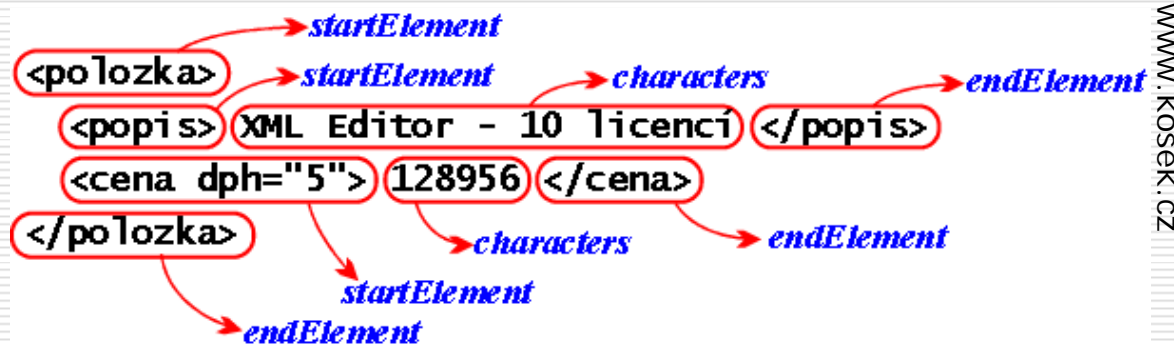 startElement
<polozka>
startElement
characters
endElement
<popis> XML Editor - 10 licencí </popis>
<cena dph="5"> 128956 </cena>
</polozka>
characters
endElement
startElement
endElement
www.kosek.cz